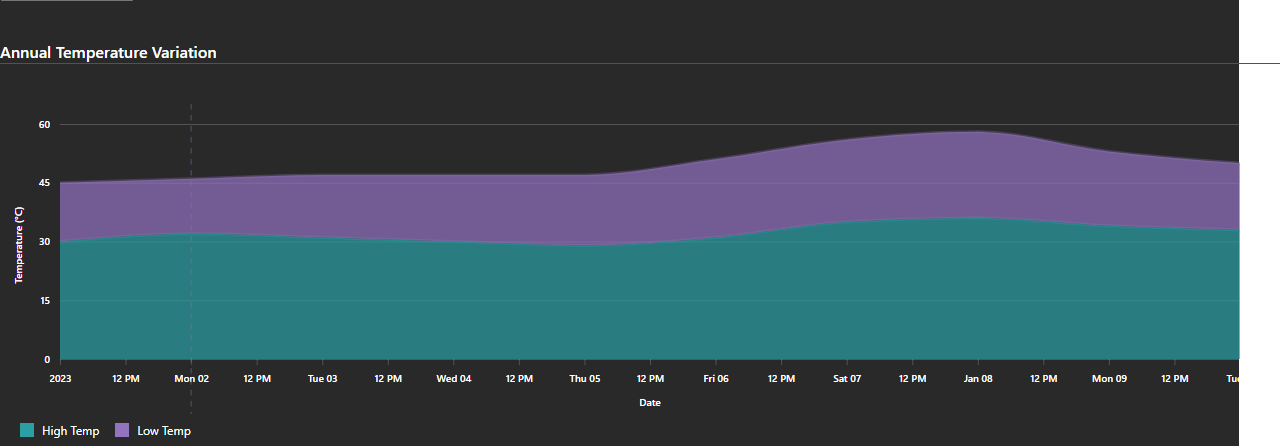 Annual Temperature Variation
60
45
30
15
0
Temperature (°C)
2023 12 PM Mon 02 12 PM Tue 03 12 PM Wed 04 12 PM Thu 05 12 PM Fri 06 12 PM Sat 07 12 PM Jan 08 12 PM Mon 09 12 PM
Date
High Temp Low Temp